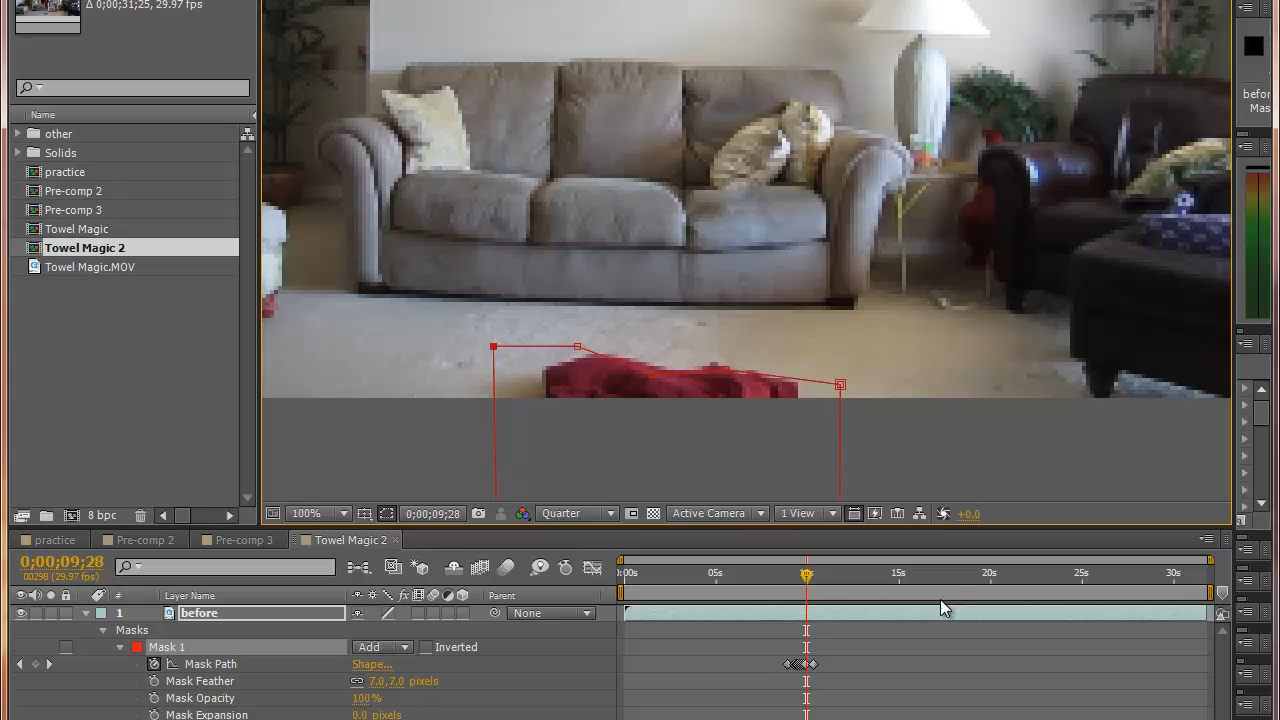 Δ 0;00;31;25, 29.97 fps
Name
other
Solids
practice
Pre-comp 2
Pre-comp 3
Towel Magic
Towel Magic 2
Towel Magic.MOV
8 bpc
befor
Mas
100%
0;00;09;28
Quarter
Active Camera
1 View
+0.0
practice
Pre-comp 2
Pre-comp 3
Towel Magic 2
0;00;09;28
00298 (29.97 fps)
:00s 05s 15s 20s 25s 30s
# Layer Name Parent
1 before None
Masks
Mask 1 Add Inverted
Mask Path Shape...
Mask Feather 7.0,7.0 pixels
Mask Opacity 100%
Mask Expansion 0.0 pixels